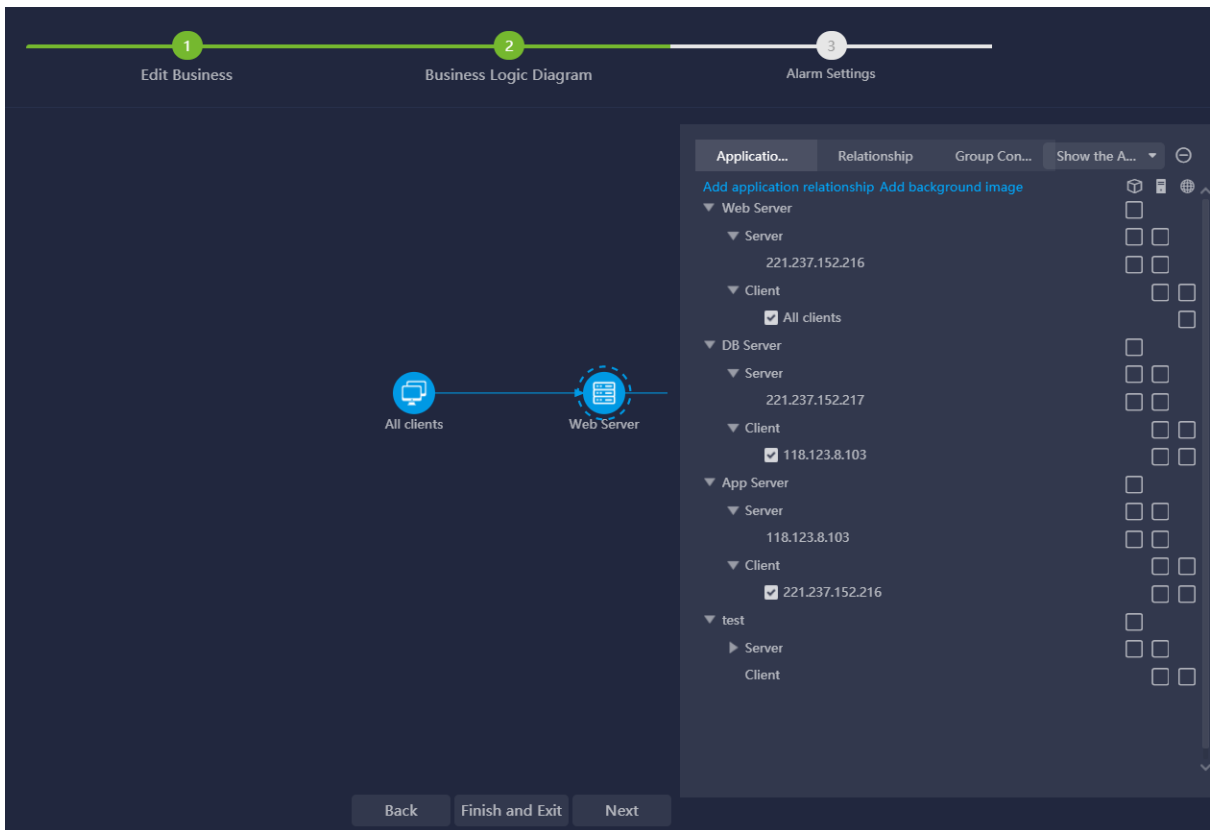 1
2
3
Edit Business
Business Logic Diagram
Alarm Settings
Applicatio...
Relationship
Group Con...
Show the A...
Add application relationship Add background image
Web Server
Server
221.237.152.216
Client
All clients
DB Server
Server
221.237.152.217
Client
118.123.8.103
App Server
Server
118.123.8.103
Client
221.237.152.216
test
Server
Client
All clients
Web Server
Back
Finish and Exit
Next